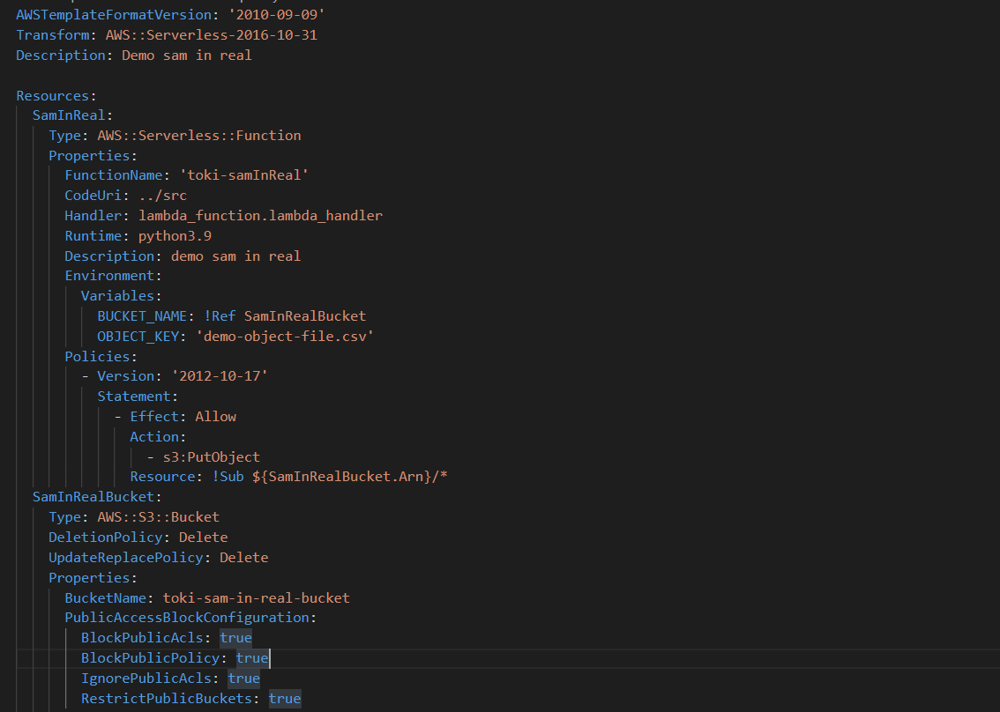 AWSTemplateFormatVersion: '2010-09-09'
Transform: AWS::Serverless-2016-10-31
Description: Demo sam in real

Resources:
  SamInReal:
    Type: AWS::Serverless::Function
    Properties:
      FunctionName: 'toki-samInReal'
      CodeUri: ../src
      Handler: lambda_function.lambda_handler
      Runtime: python3.9
      Description: demo sam in real
      Environment:
        Variables:
          BUCKET_NAME: !Ref SamInRealBucket
          OBJECT_KEY: 'demo-object-file.csv'
      Policies:
        - Version: '2012-10-17'
          Statement:
            - Effect: Allow
              Action:
                - s3:PutObject
              Resource: !Sub ${SamInRealBucket.Arn}/*
  SamInRealBucket:
    Type: AWS::S3::Bucket
    DeletionPolicy: Delete
    UpdateReplacePolicy: Delete
    Properties:
      BucketName: toki-sam-in-real-bucket
      PublicAccessBlockConfiguration:
        BlockPublicAcls: true
        BlockPublicPolicy: true
        IgnorePublicAcls: true
        RestrictPublicBuckets: true